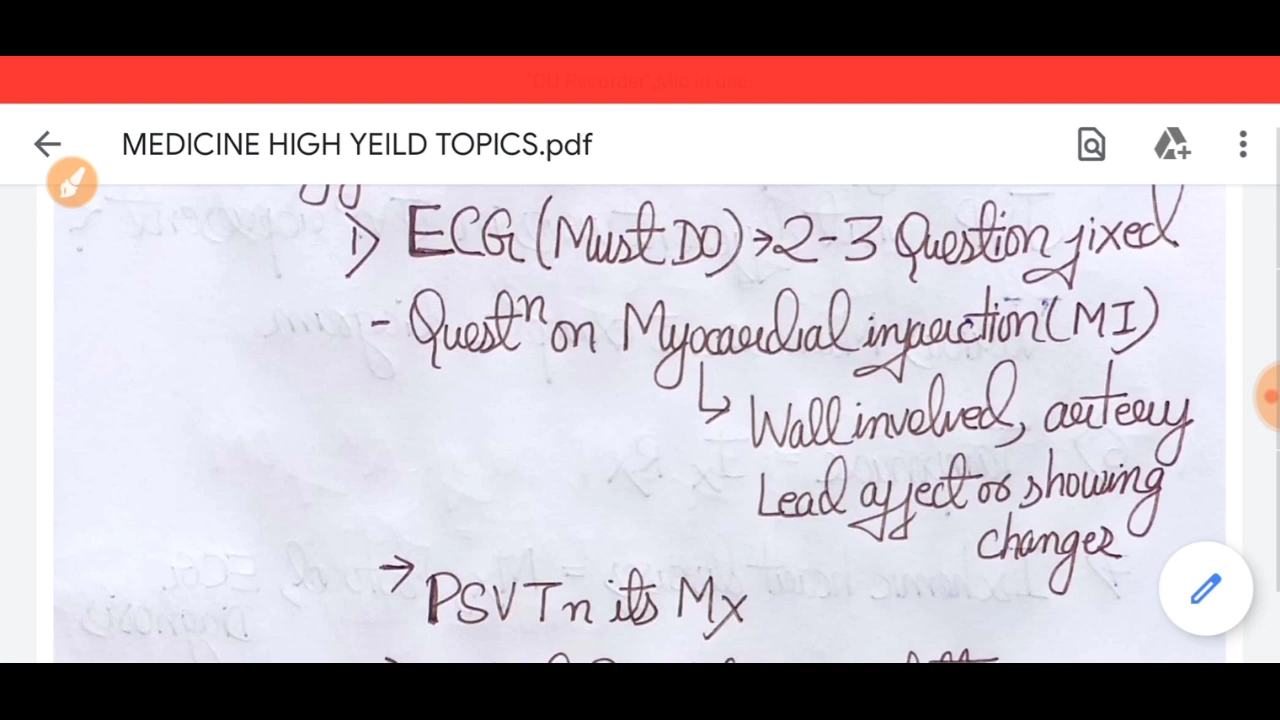 MEDICINE HIGH YEILD TOPICS.pdf
1) ECG (Must DO) → 2-3 Question fixed
- Questⁿ on Myocardial infarction (MI)
↳ Wall involved, artery
Lead affect or showing
changes
→ PSVT n its Mx